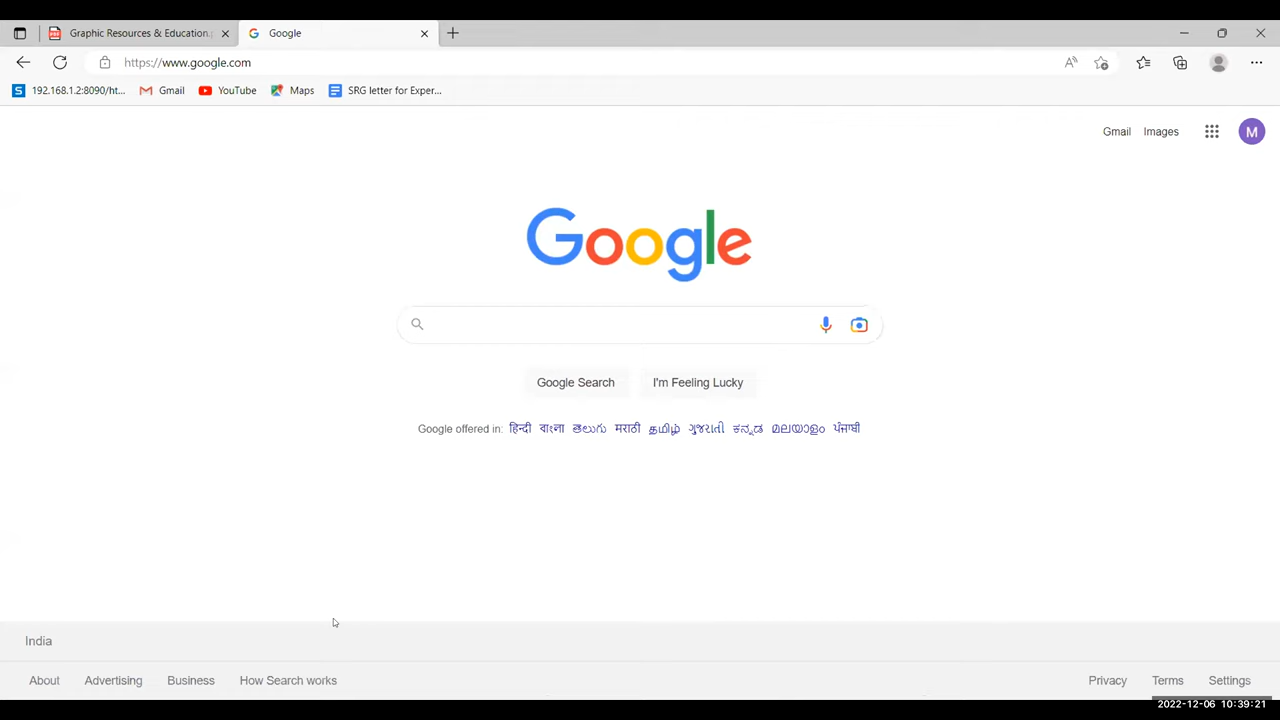 Graphic Resources & Education.
Google
https://www.google.com
192.168.1.2:8090/ht...
Gmail
YouTube
Maps
SRG letter for Exper...
Gmail
Images
M
Google
Google Search
I'm Feeling Lucky
Google offered in: हिन्दी বাংলা తెలుగు मराठी தமிழ் ગુજરાતી ಕನ್ನಡ മലയാളം ਪੰਜਾਬੀ
India
About
Advertising
Business
How Search works
Privacy
Terms
Settings
2022-12-06 10:39:21